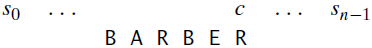 s₀ ... c ... sₙ₋₁
B A R B E R